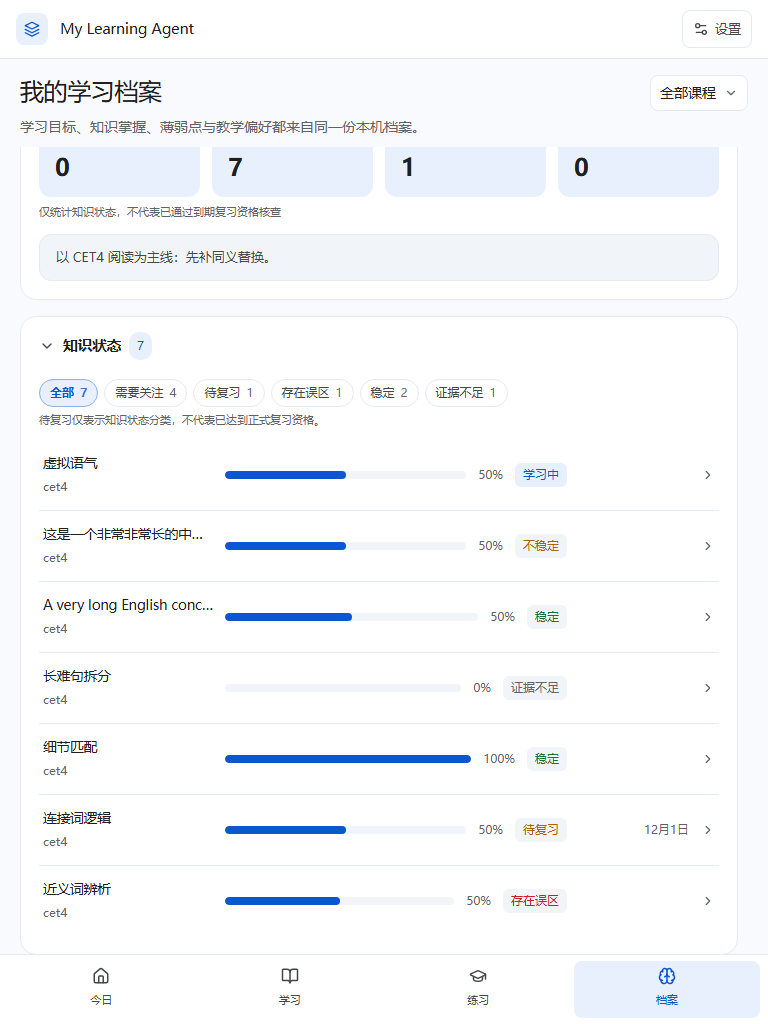 My Learning Agent
设置
我的学习档案
全部课程
学习目标、知识掌握、薄弱点与教学偏好都来自同一份本机档案。
0
7
1
0
仅统计知识状态，不代表已通过到期复习资格核查
以 CET4 阅读为主线：先补同义替换。
知识状态 7
全部 7
需要关注 4
待复习 1
存在误区 1
稳定 2
证据不足 1
待复习仅表示知识状态分类，不代表已达到正式复习资格。
虚拟语气
cet4
50%
学习中
这是一个非常非常长的中...
cet4
50%
不稳定
A very long English conc...
cet4
50%
稳定
长难句拆分
cet4
0%
证据不足
细节匹配
cet4
100%
稳定
连接词逻辑
cet4
50%
待复习
12月1日
近义词辨析
cet4
50%
存在误区
今日
学习
练习
档案